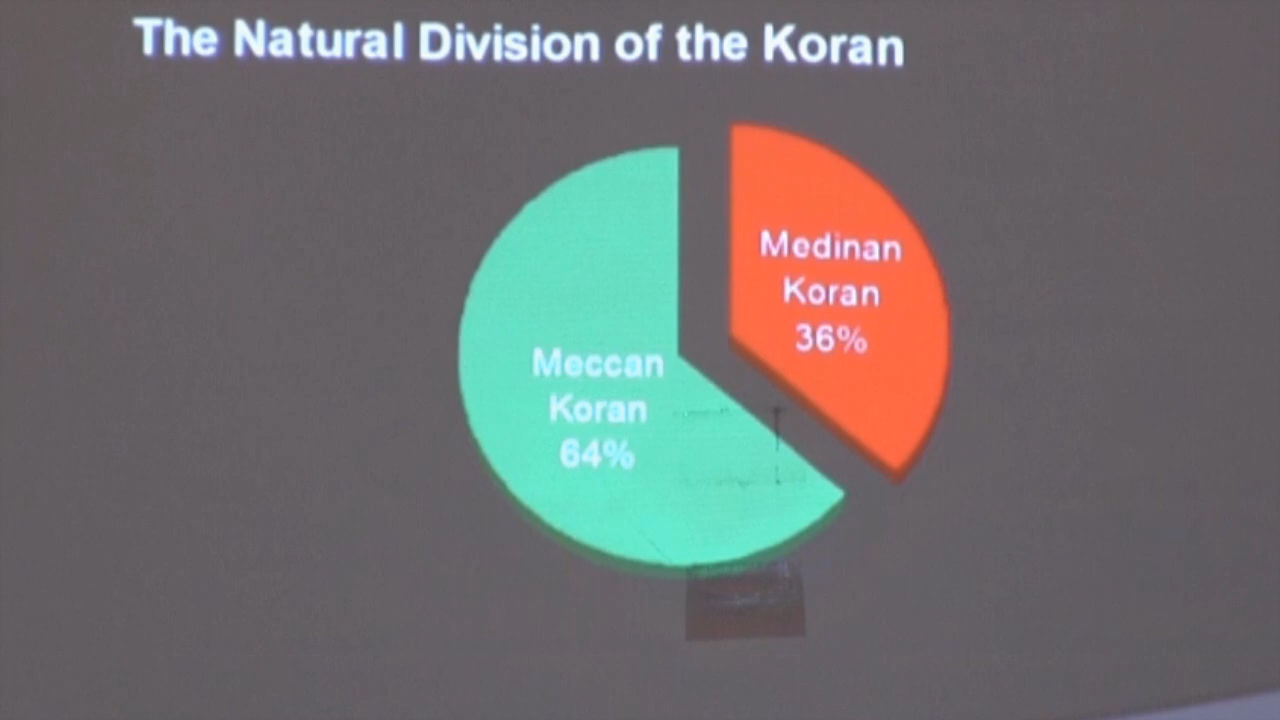 The Natural Division of the Koran
Medinan
Koran
36%
Meccan
Koran
64%